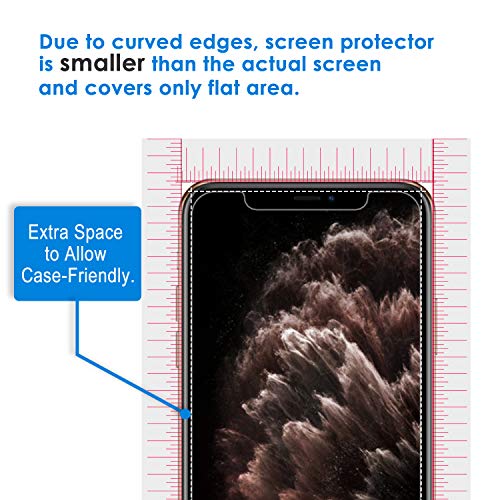 Due to curved edges, screen protector
is smaller than the actual screen
and covers only flat area.
Extra Space
to Allow
Case-Friendly.